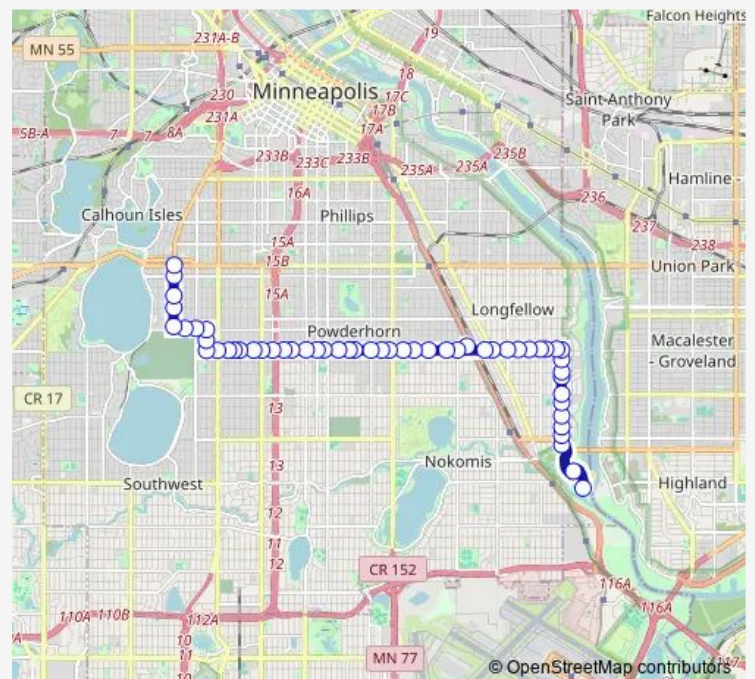 Falcon Heights
MN 55
231A-B
19
Minneapolis
18
230
17C
17B
231A
17A
Saint-Anthony
Park
5B-A
7
7
8A
233B
233C
233B
235A
235A
235B
16A
236
Hamline -
Calhoun Isles
Phillips
237
238
15A
15B
15A
Union Park
Longfellow
Powderhorn
Macalester
- Groveland
CR 17
13
13
Nokomis
Southwest
Highland
12
11
12
CR 152
116A
116A
110A
110B
112A
10
11
10
MN 77
117
© OpenStreetMap contributors